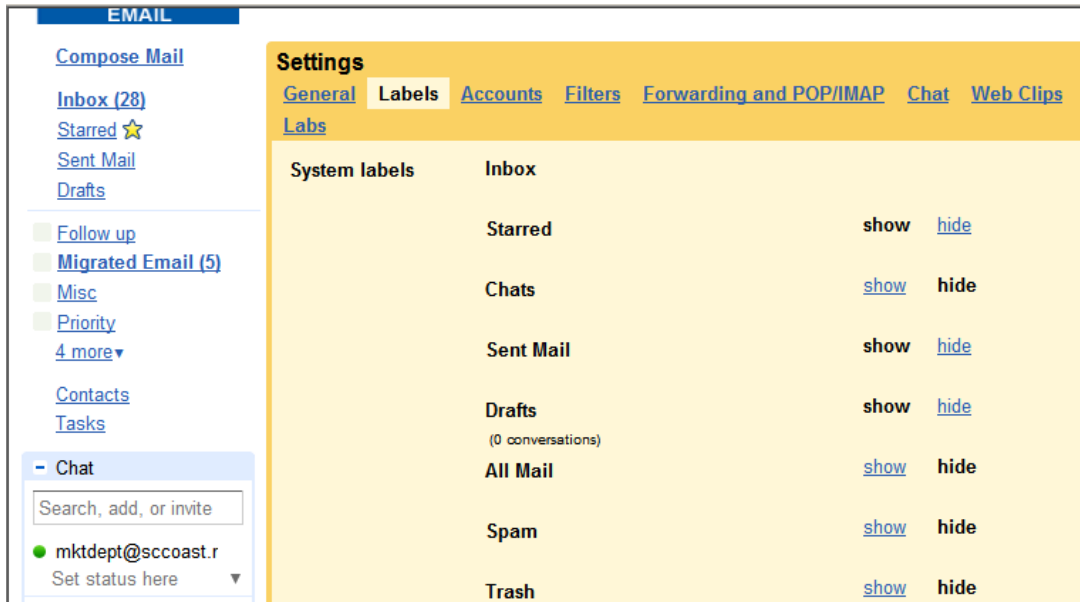 EMAIL
Compose Mail
Inbox (28)
Starred
Sent Mail
Drafts
Follow up
Migrated Email (5)
Misc
Priority
4 more▼
Contacts
Tasks
Chat
Search, add, or invite
mktdept@sccoast.r
Set status here ▼
Settings
General Labels Accounts Filters Forwarding and POP/IMAP Chat Web Clips
Labs
System labels Inbox
Starred show hide
Chats show hide
Sent Mail show hide
Drafts show hide
(0 conversations)
All Mail show hide
Spam show hide
Trash show hide